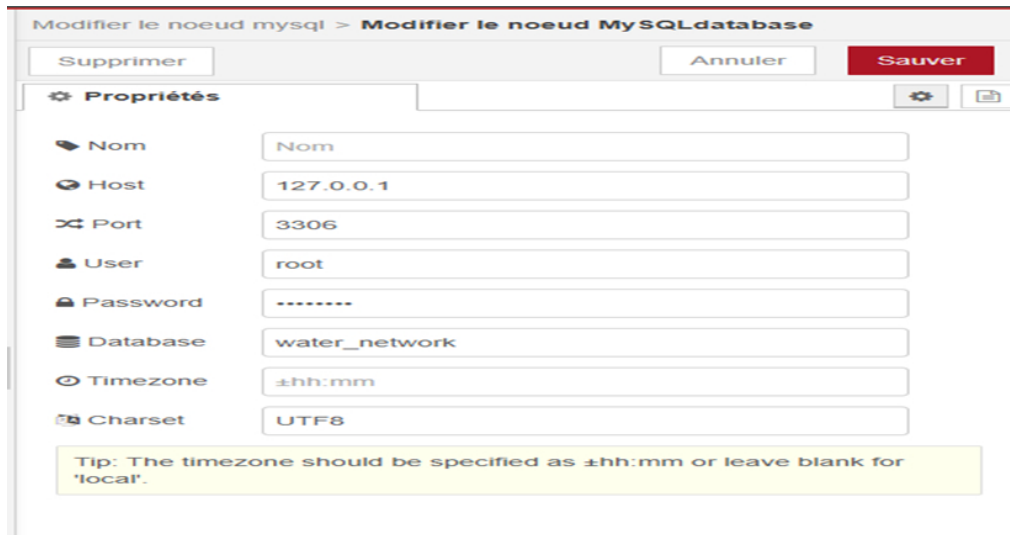 Modifier le noeud mysql > Modifier le noeud MySQLdatabase
Supprimer Annuler Sauver
Propriétés
Nom Nom
Host 127.0.0.1
Port 3306
User root
Password ••••••••
Database water_network
Timezone ±hh:mm
Charset UTF8
Tip: The timezone should be specified as ±hh:mm or leave blank for
'local'.